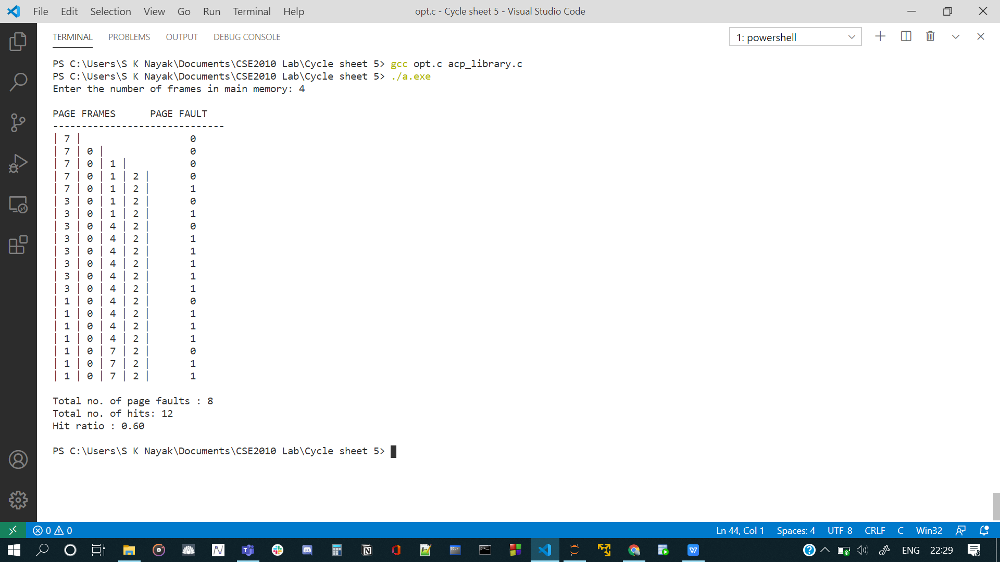 File Edit Selection View Go Run Terminal Help opt.c - Cycle sheet 5 - Visual Studio Code
TERMINAL PROBLEMS OUTPUT DEBUG CONSOLE 1: powershell
PS C:\Users\S K Nayak\Documents\CSE2010 Lab\Cycle sheet 5> gcc opt.c acp_library.c
PS C:\Users\S K Nayak\Documents\CSE2010 Lab\Cycle sheet 5> ./a.exe
Enter the number of frames in main memory: 4
PAGE FRAMES PAGE FAULT
------------------------------
| 7 | 0
| 7 | 0 | 0
| 7 | 0 | 1 | 0
| 7 | 0 | 1 | 2 | 0
| 7 | 0 | 1 | 2 | 1
| 3 | 0 | 1 | 2 | 0
| 3 | 0 | 1 | 2 | 1
| 3 | 0 | 4 | 2 | 0
| 3 | 0 | 4 | 2 | 1
| 3 | 0 | 4 | 2 | 1
| 3 | 0 | 4 | 2 | 1
| 3 | 0 | 4 | 2 | 1
| 3 | 0 | 4 | 2 | 1
| 1 | 0 | 4 | 2 | 0
| 1 | 0 | 4 | 2 | 1
| 1 | 0 | 4 | 2 | 1
| 1 | 0 | 4 | 2 | 1
| 1 | 0 | 7 | 2 | 0
| 1 | 0 | 7 | 2 | 1
| 1 | 0 | 7 | 2 | 1
Total no. of page faults : 8
Total no. of hits: 12
Hit ratio : 0.60
PS C:\Users\S K Nayak\Documents\CSE2010 Lab\Cycle sheet 5>
0 0 Ln 44, Col 1 Spaces: 4 UTF-8 CRLF C Win32
ENG 22:29